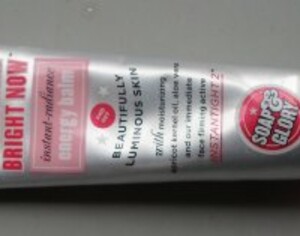 BRIGHT NOW
instant-radiance
energy balm
BEAUTIFULLY
LUMINOUS SKIN
with moisturizing
apricot kernel oil, aloe vera
and our immediate
face firming active
INSTANTIGHT 2*
SOAP &
GLORY